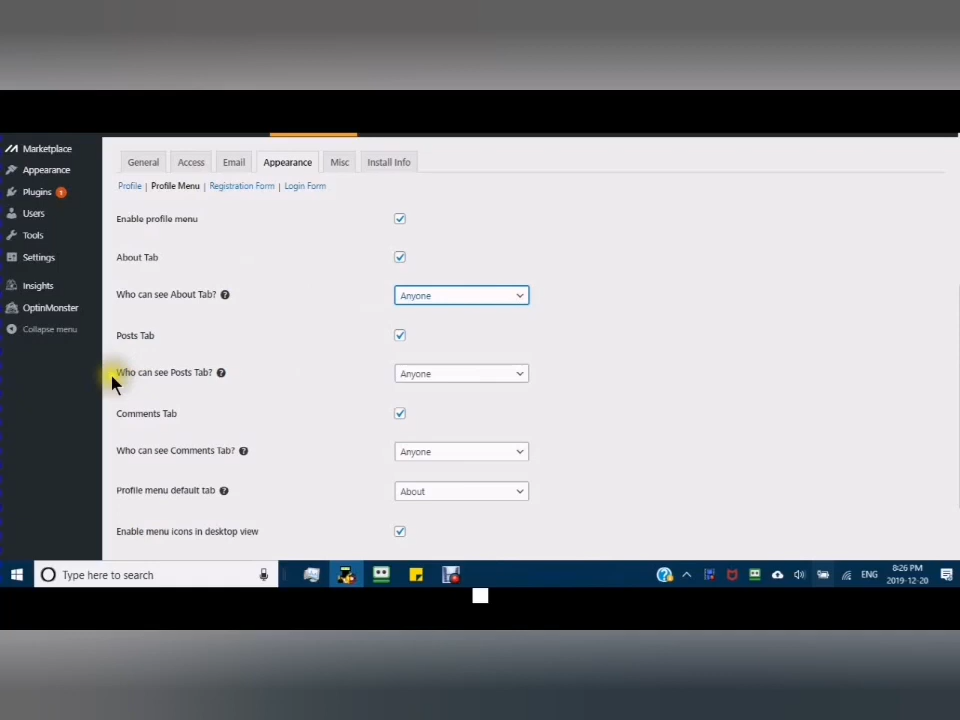 Marketplace
Appearance
Plugins 1
Users
Tools
Settings
Insights
OptinMonster
Collapse menu
General Access Email Appearance Misc Install Info
Profile | Profile Menu | Registration Form | Login Form
Enable profile menu
About Tab
Who can see About Tab? ? Anyone
Posts Tab
Who can see Posts Tab? ? Anyone
Comments Tab
Who can see Comments Tab? ? Anyone
Profile menu default tab ? About
Enable menu icons in desktop view
Type here to search
ENG
8:26 PM
2019-12-20